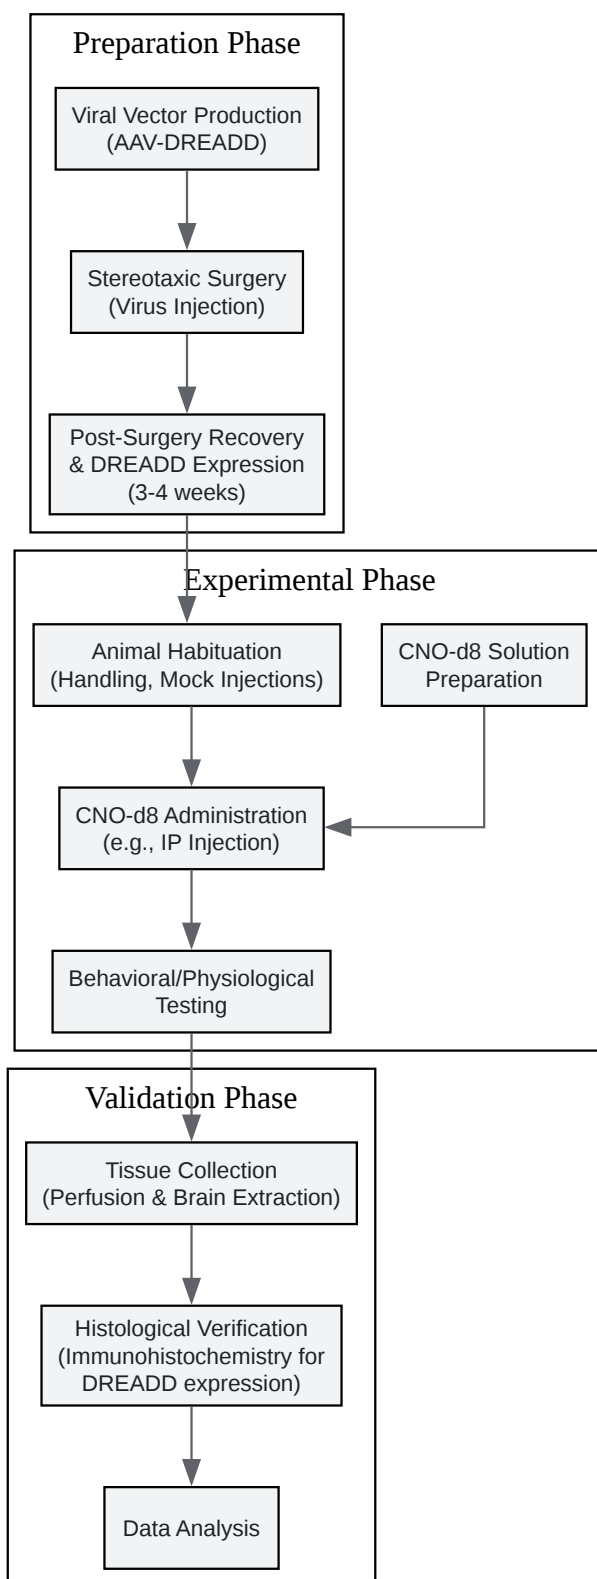 Preparation Phase
Viral Vector Production
(AAV-DREADD)
Stereotaxic Surgery
(Virus Injection)
Post-Surgery Recovery
& DREADD Expression
(3-4 weeks)
Experimental Phase
Animal Habituation
(Handling, Mock Injections)
CNO-d8 Solution
Preparation
CNO-d8 Administration
(e.g., IP Injection)
Behavioral/Physiological
Testing
Validation Phase
Tissue Collection
(Perfusion & Brain Extraction)
Histological Verification
(Immunohistochemistry for
DREADD expression)
Data Analysis